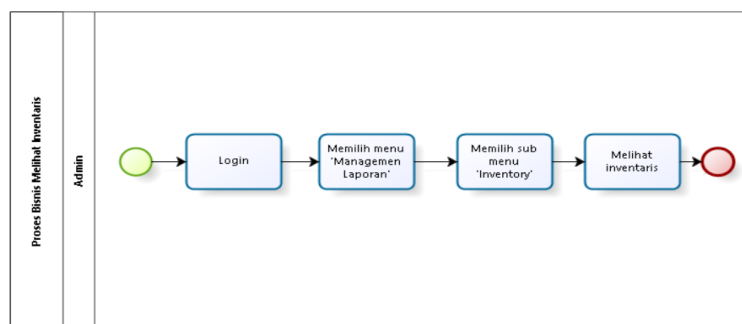 Proses Bisnis Melihat Inventaris
Admin
Login
Memilih menu
'Managemen
Laporan'
Memilih sub
menu
'Inventory'
Melihat
inventaris